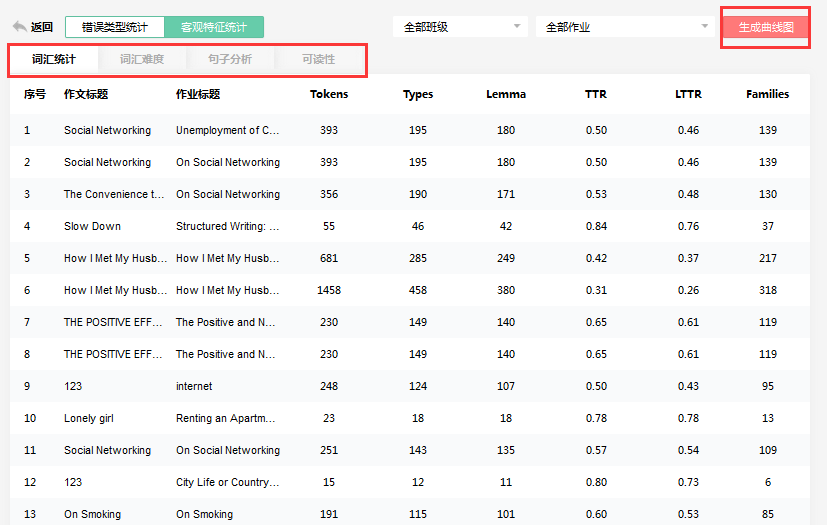 返回 错误类型统计 客观特征统计 全部班级 全部作业 生成曲线图
词汇统计 词汇难度 句子分析 可读性
序号 作文标题 作业标题 Tokens Types Lemma TTR LTTR Families
1 Social Networking Unemployment of C... 393 195 180 0.50 0.46 139
2 Social Networking On Social Networking 393 195 180 0.50 0.46 139
3 The Convenience t... On Social Networking 356 190 171 0.53 0.48 130
4 Slow Down Structured Writing: ... 55 46 42 0.84 0.76 37
5 How I Met My Husb... How I Met My Husb... 681 285 249 0.42 0.37 217
6 How I Met My Husb... How I Met My Husb... 1458 458 380 0.31 0.26 318
7 THE POSITIVE EFF... The Positive and N... 230 149 140 0.65 0.61 119
8 THE POSITIVE EFF... The Positive and N... 230 149 140 0.65 0.61 119
9 123 internet 248 124 107 0.50 0.43 95
10 Lonely girl Renting an Apartm... 23 18 18 0.78 0.78 13
11 Social Networking On Social Networking 251 143 135 0.57 0.54 109
12 123 City Life or Country... 15 12 11 0.80 0.73 6
13 On Smoking On Smoking 191 115 101 0.60 0.53 85